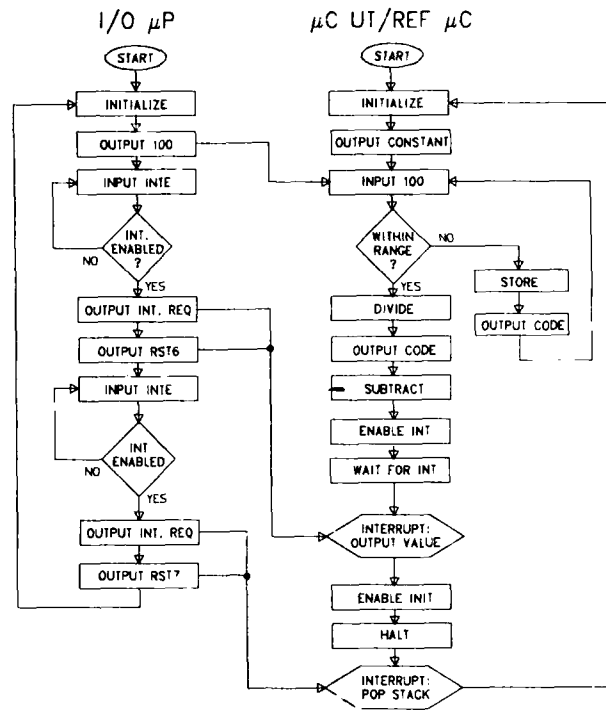 I/O μP
START
INITIALIZE
OUTPUT 100
INPUT INTE
INT.
ENABLED
?
NO
YES
OUTPUT INT. REQ
OUTPUT RST6
INPUT INTE
INT
ENABLED
NO
YES
OUTPUT INT. REQ
OUTPUT RST7
μC UT/REF μC
START
INITIALIZE
OUTPUT CONSTANT
INPUT 100
WITHIN
RANGE
?
NO
YES
STORE
OUTPUT CODE
DIVIDE
OUTPUT CODE
SUBTRACT
ENABLE INT
WAIT FOR INT
INTERRUPT:
OUTPUT VALUE
ENABLE INIT
HALT
INTERRUPT:
POP STACK